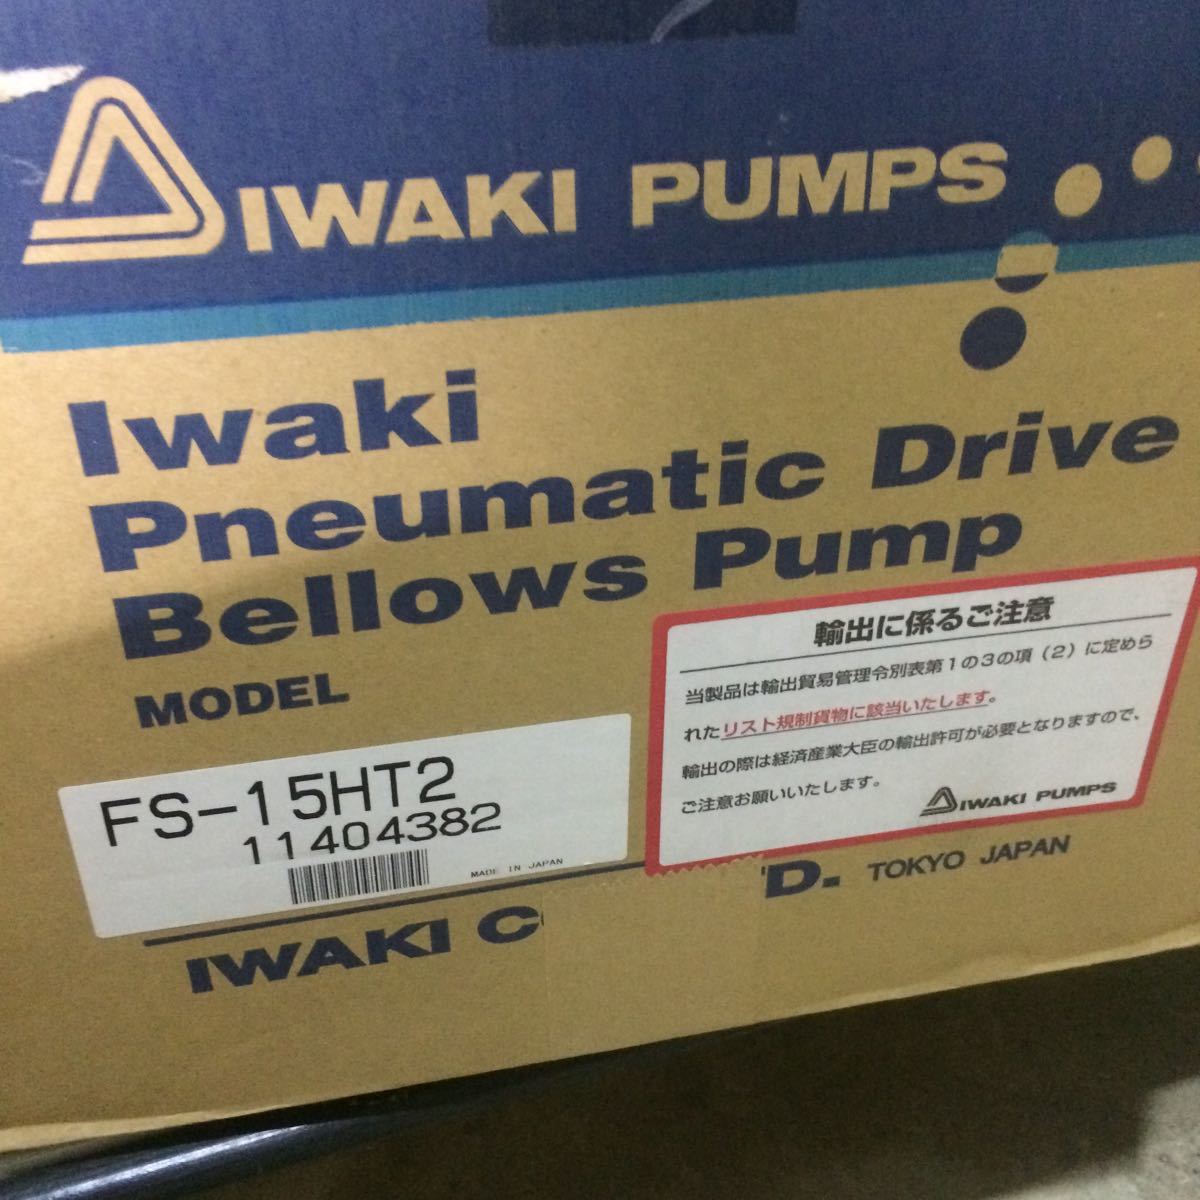 IWAKI PUMPS
Iwaki
Pneumatic Drive
Bellows Pump
MODEL
FS-15HT2
11404382
MADE IN JAPAN
輸出に係るご注意
当製品は輸出貿易管理令別表第1の3の項(2)に定めら
れたリスト規制貨物に該当いたします。
輸出の際は経済産業大臣の輸出許可が必要となりますので、
ご注意お願いいたします。
IWAKI PUMPS
IWAKI C D. TOKYO JAPAN